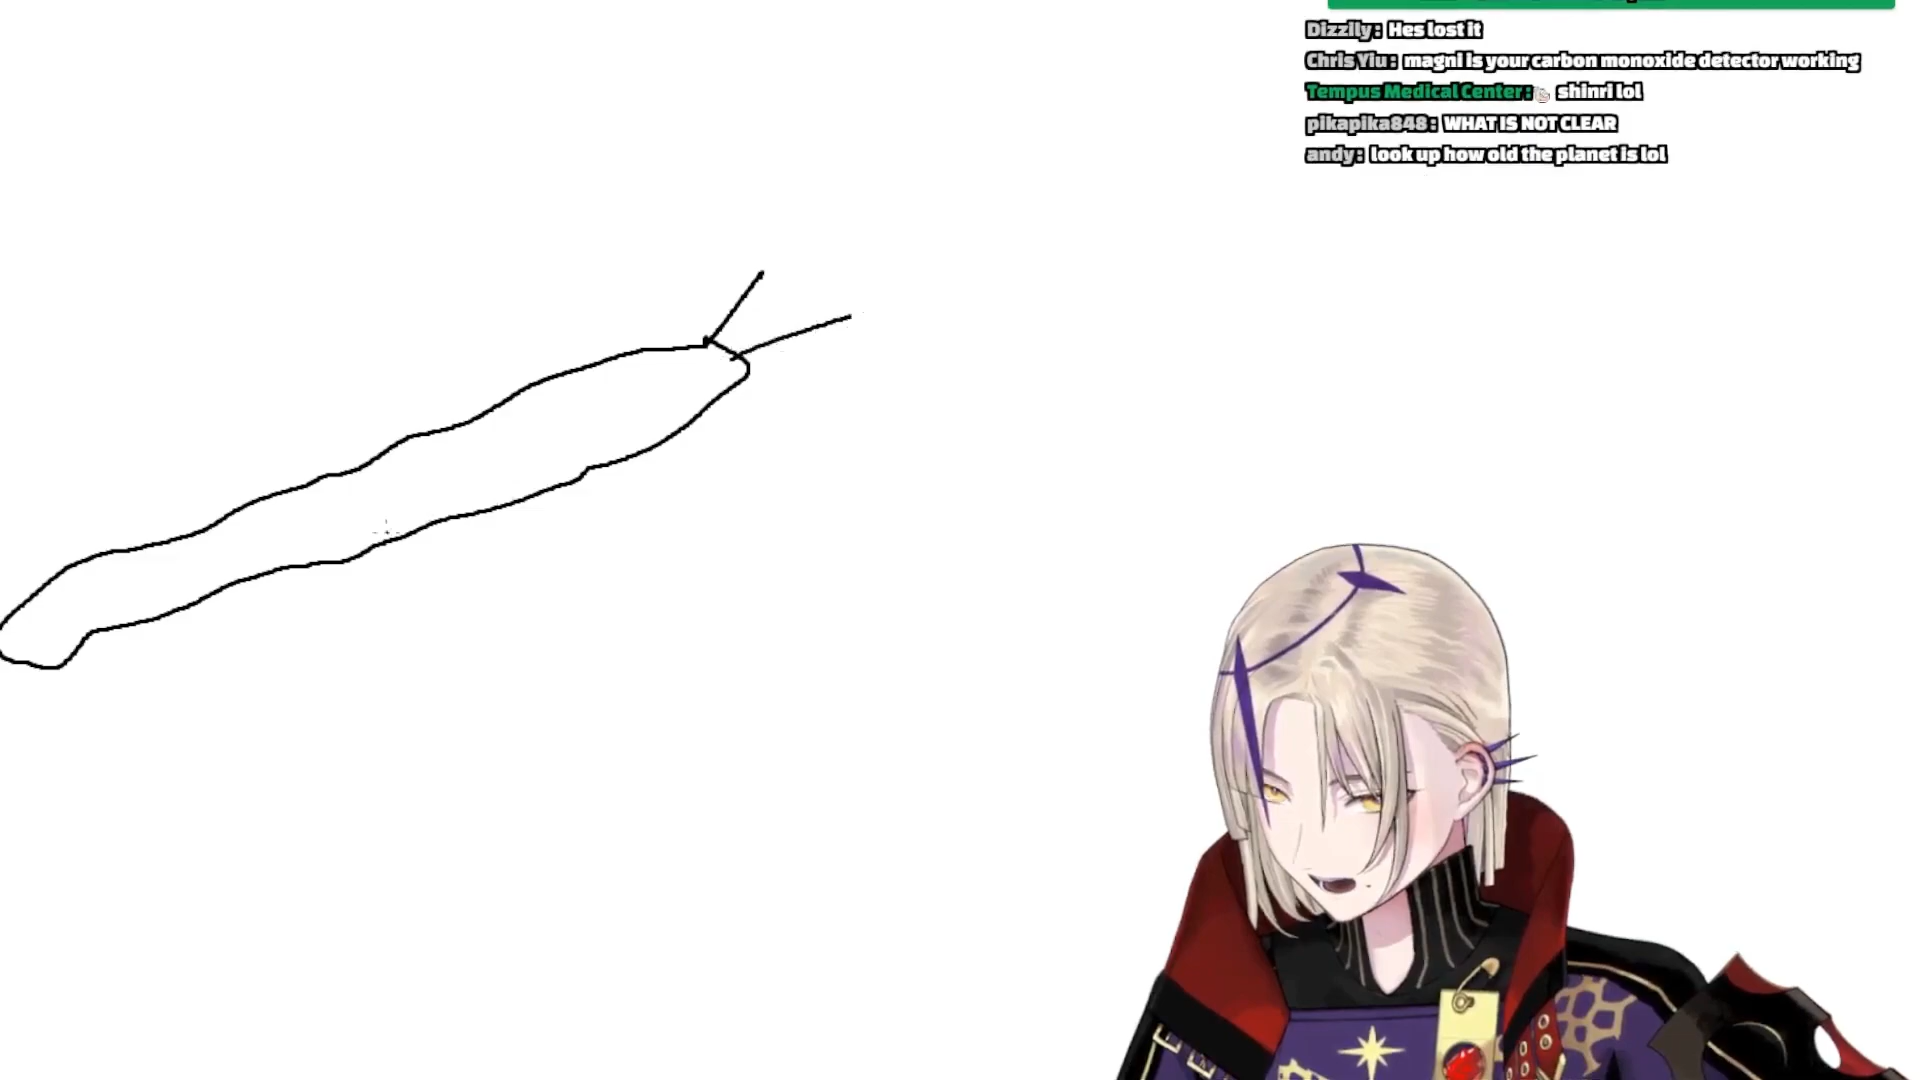 Dizzily: Hes lost it
Chris Yiu: magni is your carbon monoxide detector working
Tempus Medical Center: shinri lol
pikapika848: WHAT IS NOT CLEAR
andy: look up how old the planet is lol